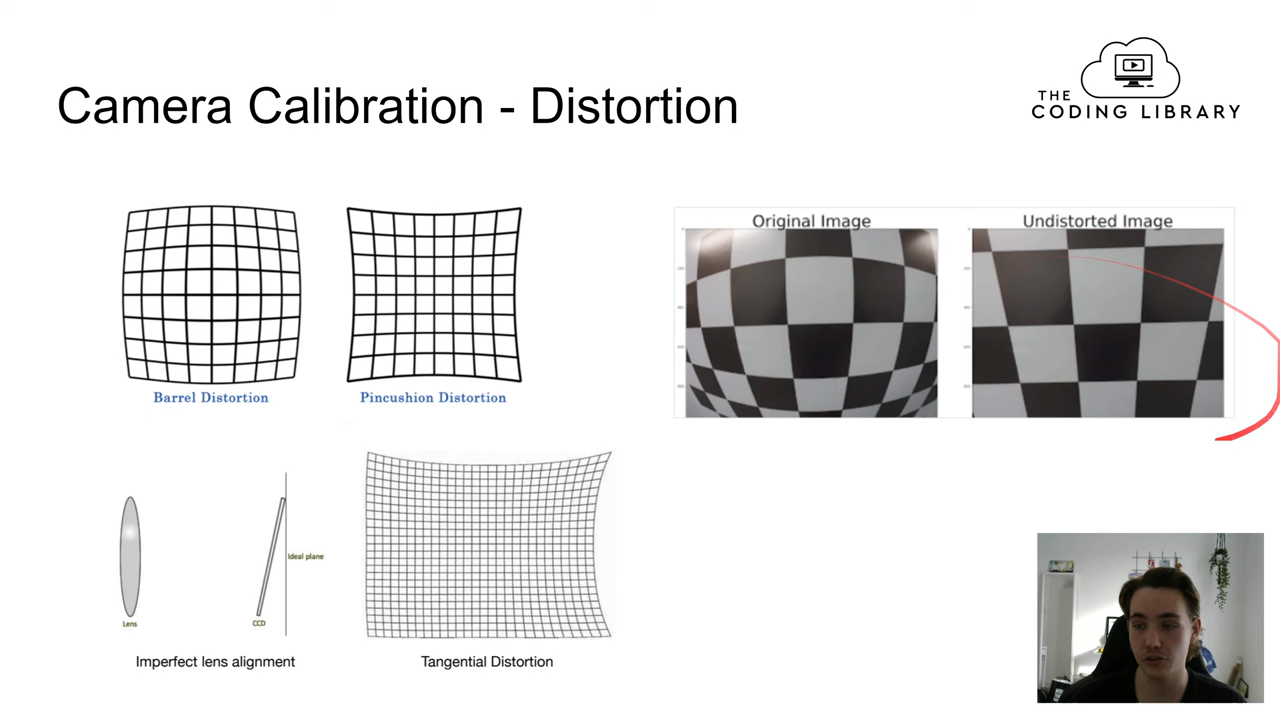 Camera Calibration - Distortion
THE
CODING LIBRARY
Barrel Distortion
Pincushion Distortion
Original Image
Undistorted Image
Lens
CCD
Ideal plane
Imperfect lens alignment
Tangential Distortion